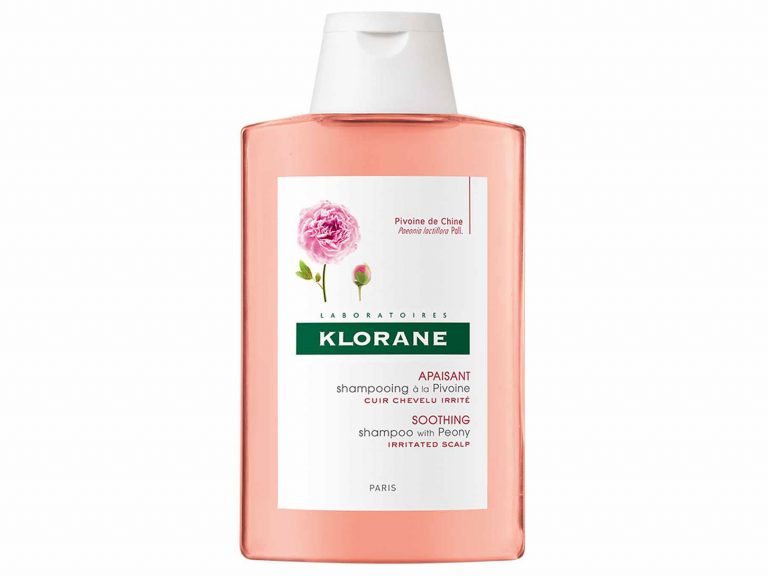 Pivoine de Chine
Paeonia lactiflora Pall.
LABORATOIRES
KLORANE
APAISANT
shampooing à la Pivoine
CUIR CHEVELU IRRITÉ
SOOTHING
shampoo with Peony
IRRITATED SCALP
PARIS